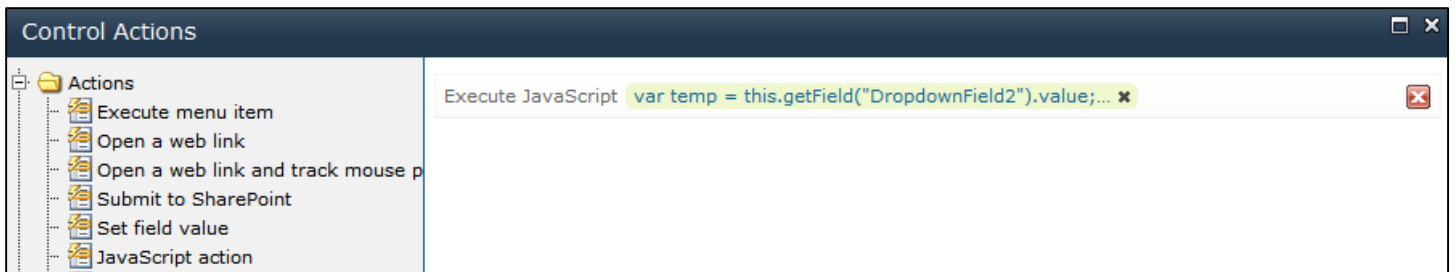 Control Actions
Actions
Execute menu item
Open a web link
Open a web link and track mouse p
Submit to SharePoint
Set field value
JavaScript action
Execute JavaScript var temp = this.getField("DropdownField2").value;...